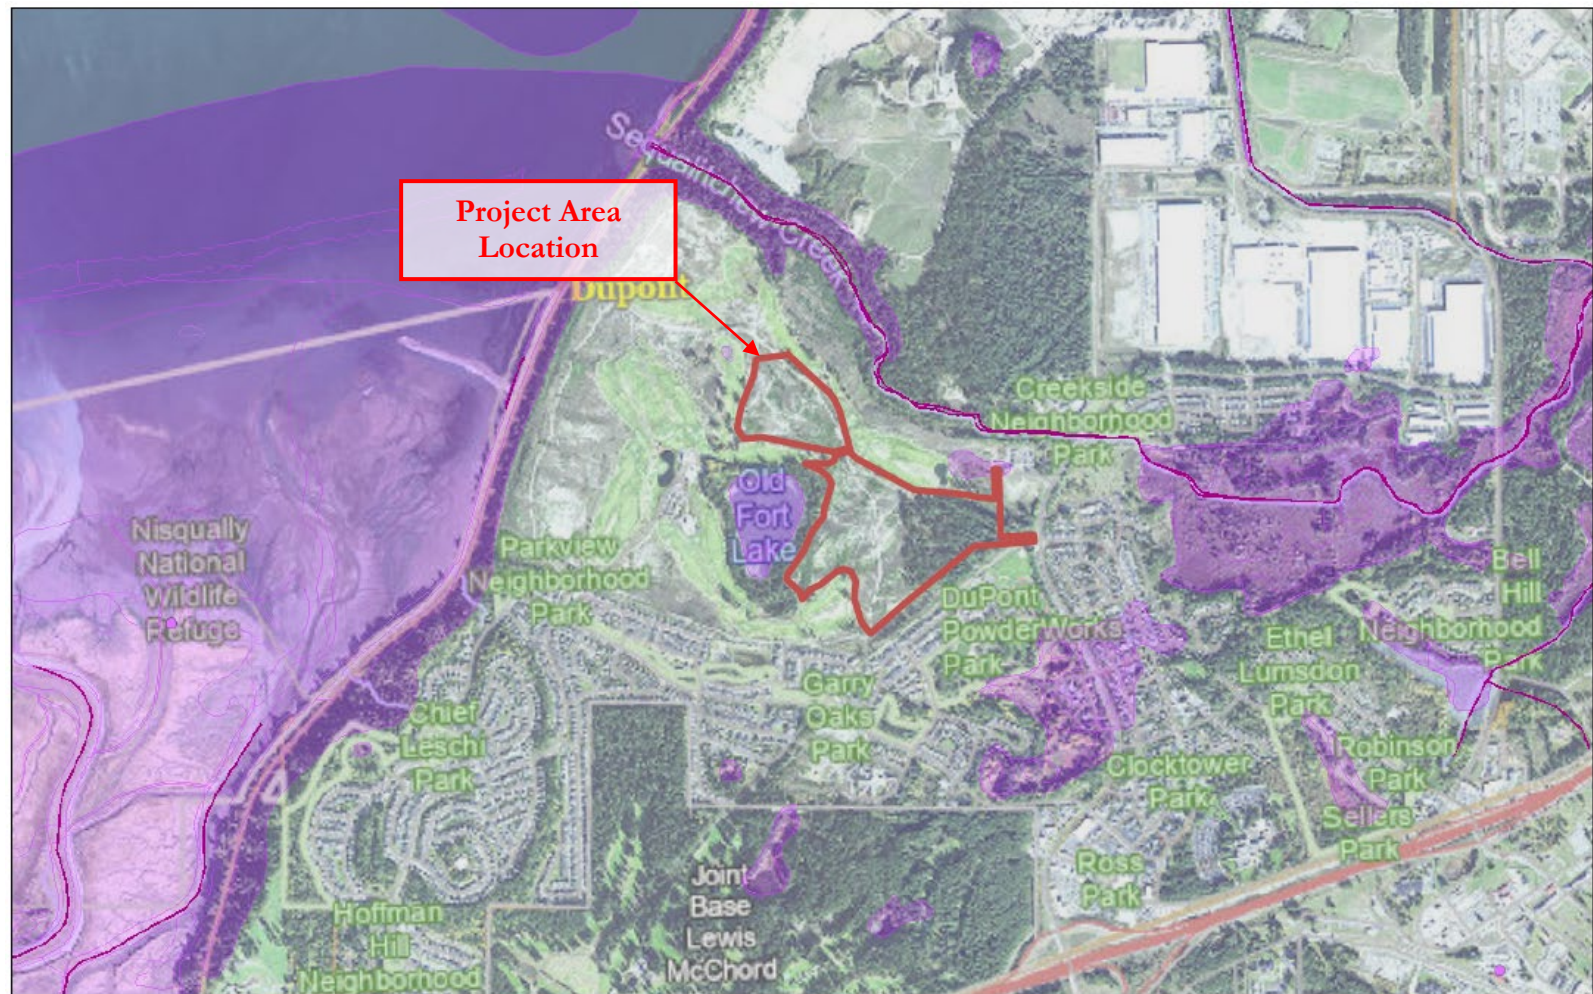 Sequalitchew Creek
Project Area
Location
Dupont
Creekside
Neighborhood
Park
Old
Fort
Lake
Nisqually
National
Wildlife
Refuge
Parkview
Neighborhood
Park
DuPont
PowderWorks
Park
Bell
Hill
Neighborhood
Park
Ethel
Lumsdon
Park
Garry
Oaks
Park
Chief
Leschi
Park
Robinson
Park
Clocktower
Park
Sellers
Park
Ross
Park
Joint
Base
Lewis
McChord
Hoffman
Hill
Neighborhood